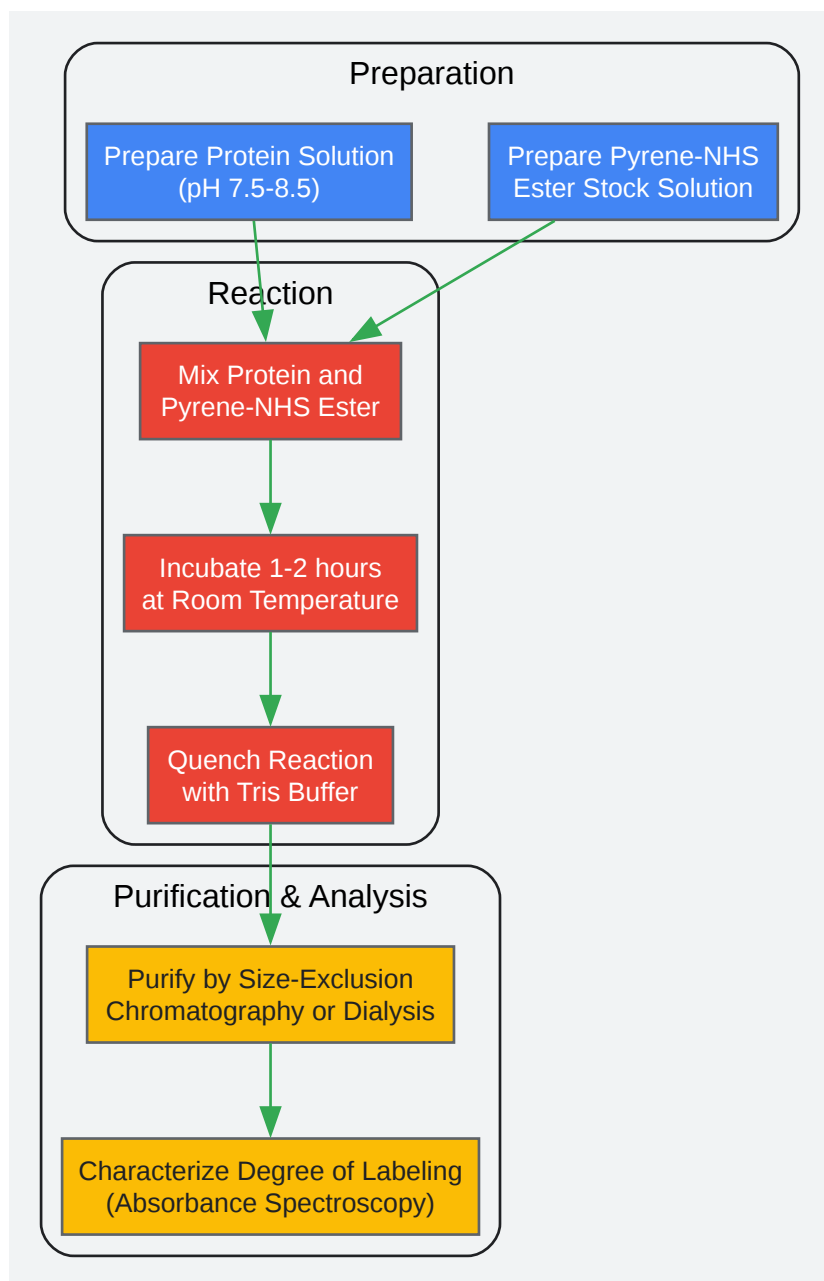 Preparation
Prepare Protein Solution
(pH 7.5-8.5)
Prepare Pyrene-NHS
Ester Stock Solution
Reaction
Mix Protein and
Pyrene-NHS Ester
Incubate 1-2 hours
at Room Temperature
Quench Reaction
with Tris Buffer
Purification & Analysis
Purify by Size-Exclusion
Chromatography or Dialysis
Characterize Degree of Labeling
(Absorbance Spectroscopy)